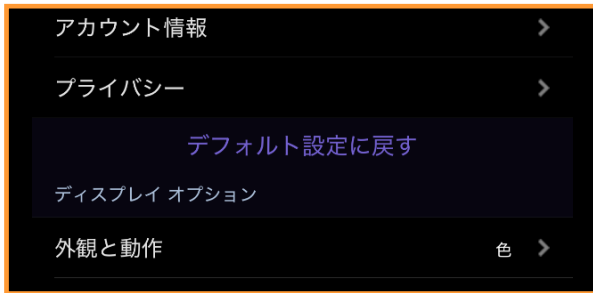 アカウント情報
プライバシー
デフォルト設定に戻す
ディスプレイ オプション
外観と動作 色